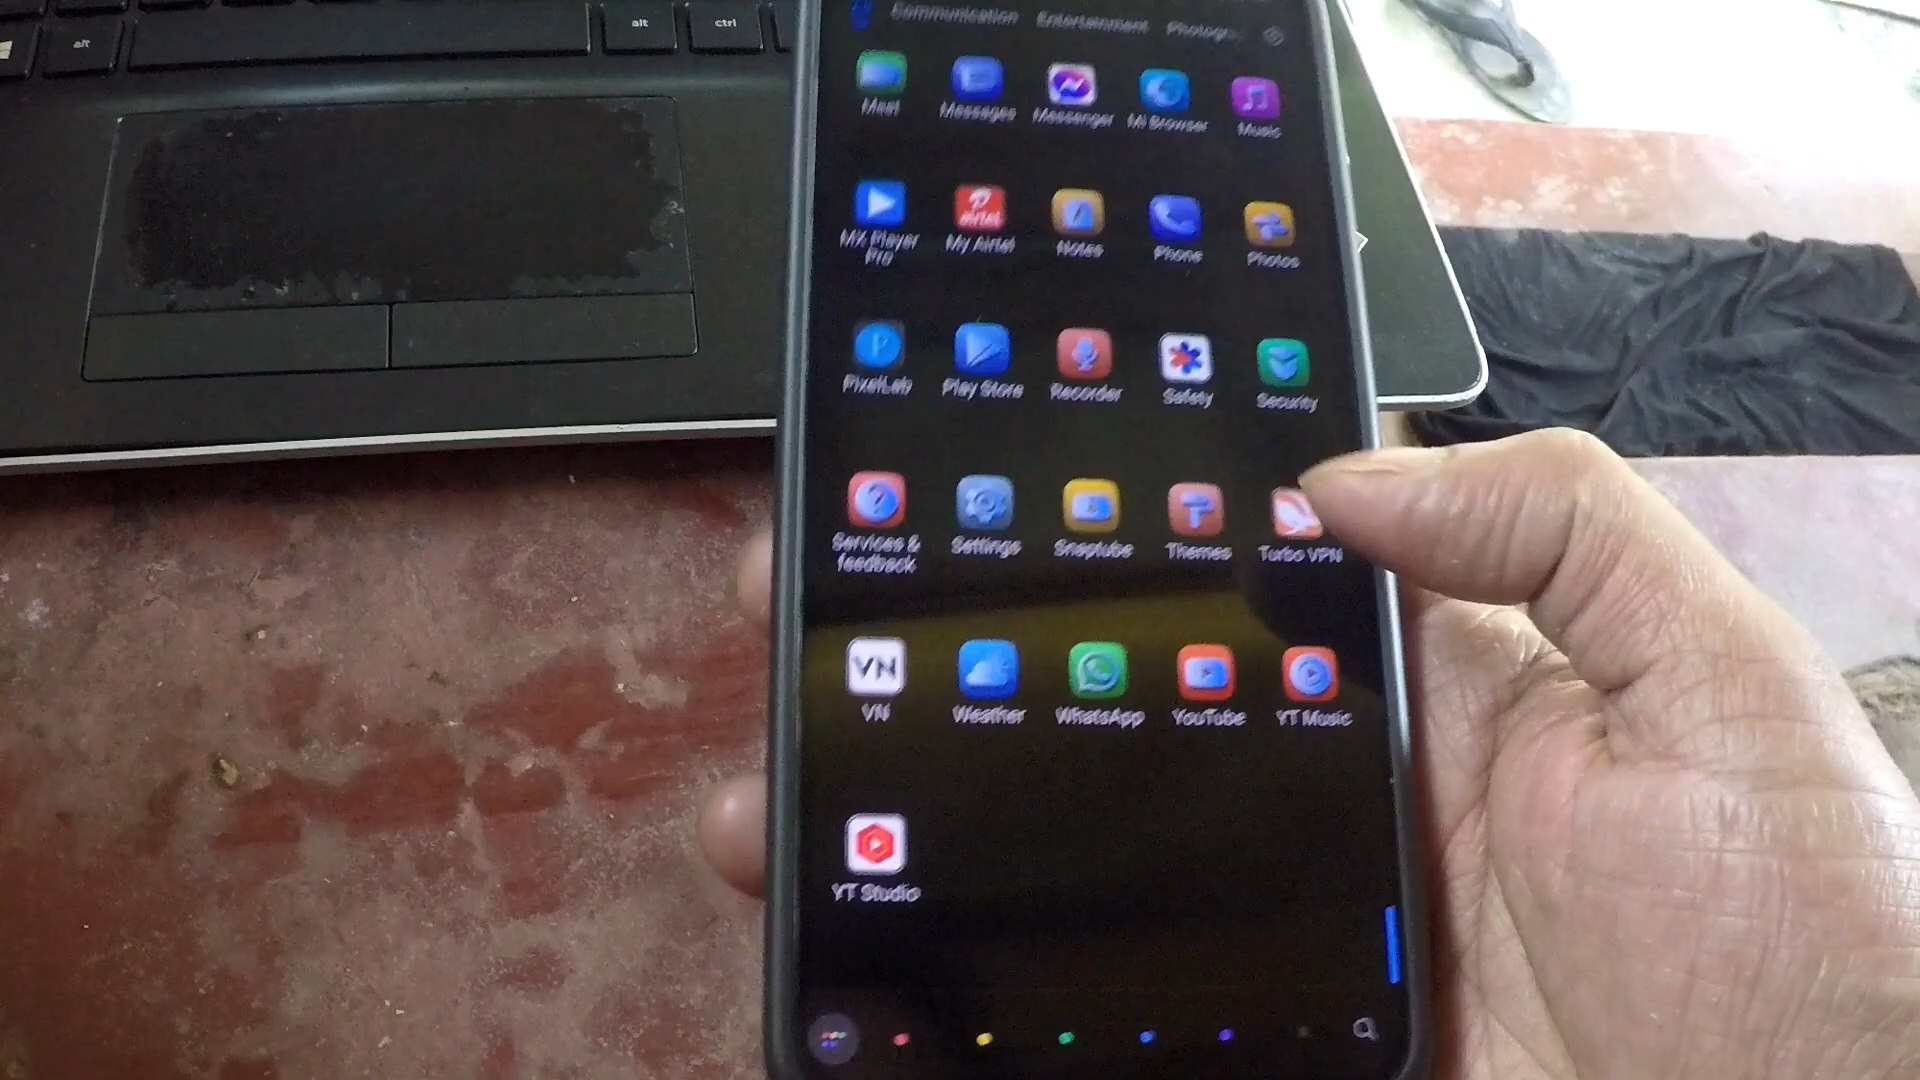 alt
alt
ctrl
Communication Entertainment Photogr
Meet Messages Messenger Mi Browser Music
MX Player Pro My Airtel Notes Phone Photos
airtel
PixelLab Play Store Recorder Safety Security
Services & feedback Settings Snaptube Themes Turbo VPN
VN
VN Weather WhatsApp YouTube YT Music
YT Studio